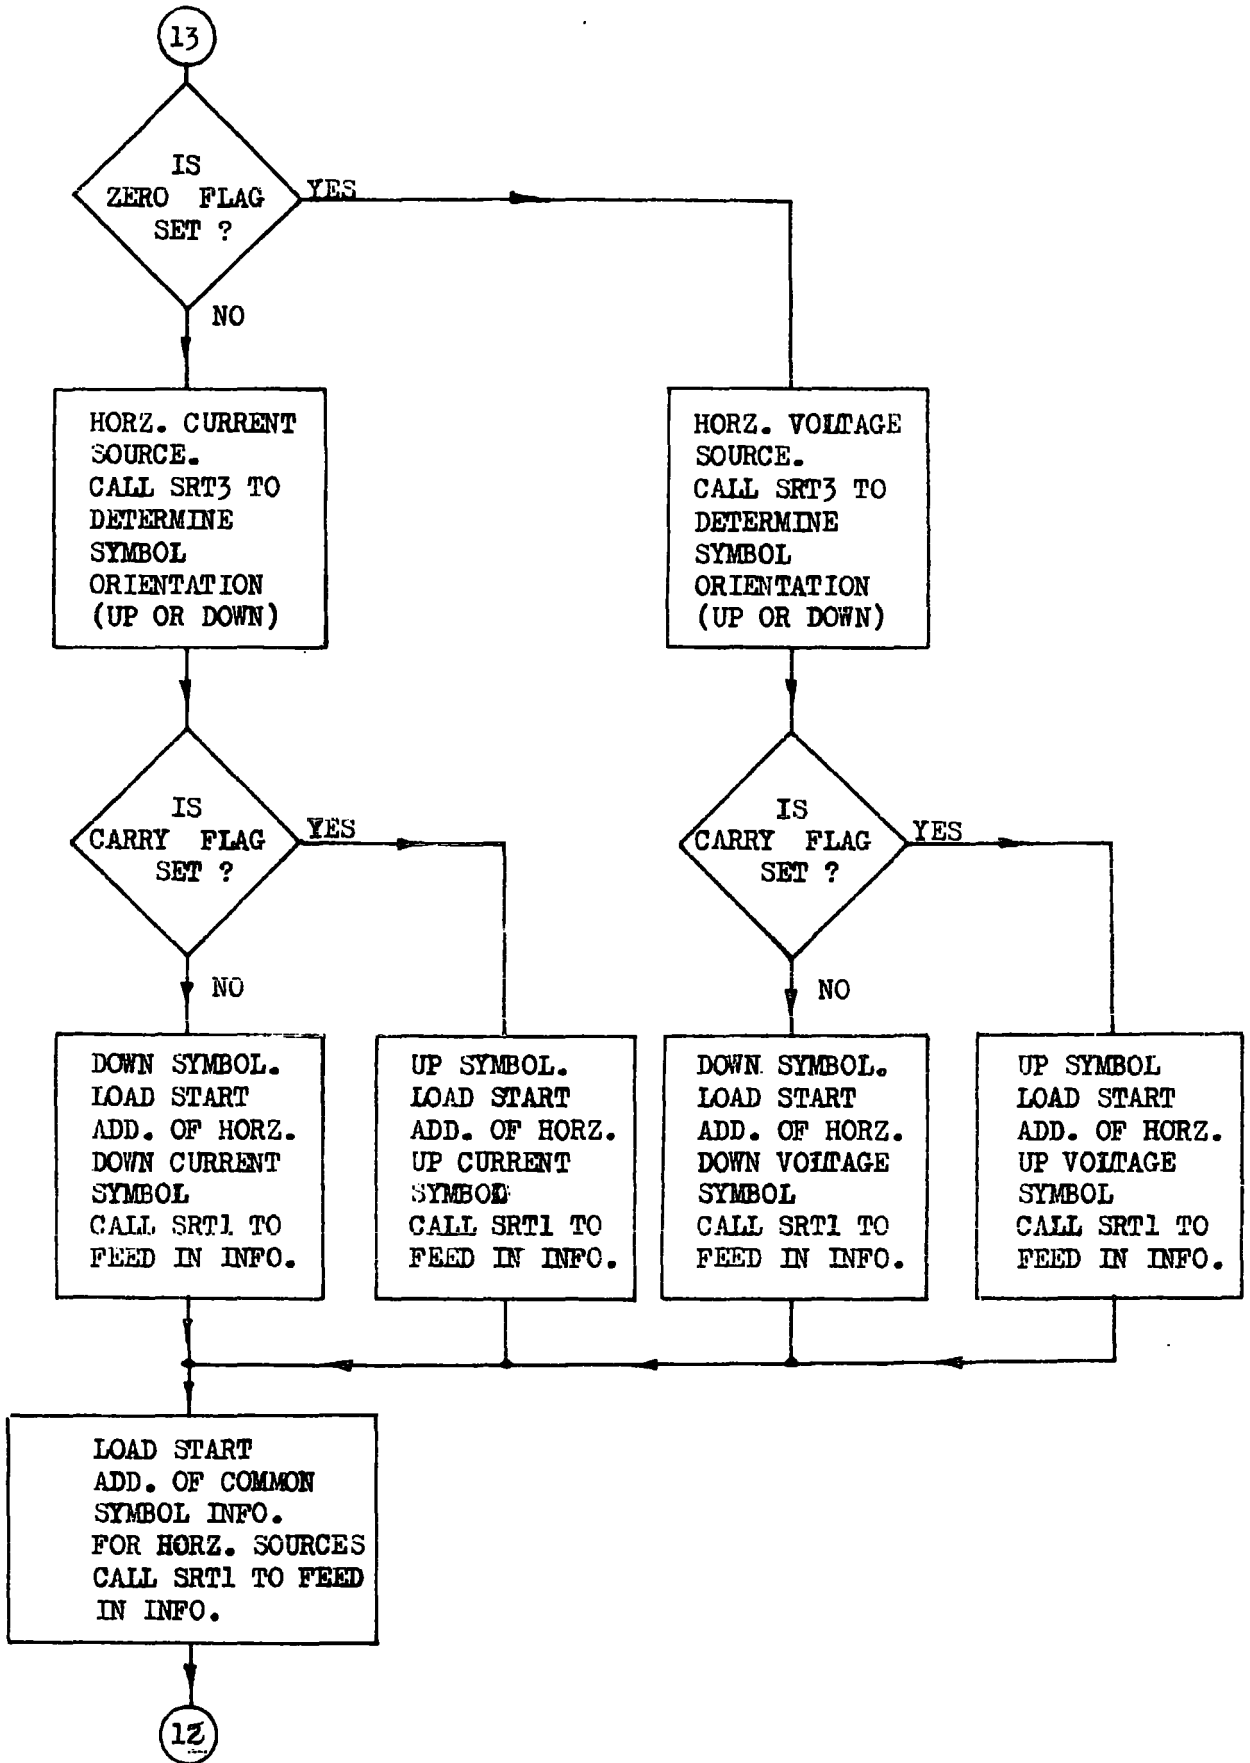 13
IS
ZERO FLAG
SET ?
YES
NO
HORZ. CURRENT
SOURCE.
CALL SRT3 TO
DETERMINE
SYMBOL
ORIENTATION
(UP OR DOWN)
HORZ. VOLTAGE
SOURCE.
CALL SRT3 TO
DETERMINE
SYMBOL
ORIENTATION
(UP OR DOWN)
IS
CARRY FLAG
SET ?
YES
NO
IS
CARRY FLAG
SET ?
YES
NO
DOWN SYMBOL.
LOAD START
ADD. OF HORZ.
DOWN CURRENT
SYMBOL
CALL SRT1 TO
FEED IN INFO.
UP SYMBOL.
LOAD START
ADD. OF HORZ.
UP CURRENT
SYMBOL
CALL SRT1 TO
FEED IN INFO.
DOWN SYMBOL.
LOAD START
ADD. OF HORZ.
DOWN VOLTAGE
SYMBOL
CALL SRT1 TO
FEED IN INFO.
UP SYMBOL
LOAD START
ADD. OF HORZ.
UP VOLTAGE
SYMBOL
CALL SRT1 TO
FEED IN INFO.
LOAD START
ADD. OF COMMON
SYMBOL INFO.
FOR HORZ. SOURCES
CALL SRT1 TO FEED
IN INFO.
12